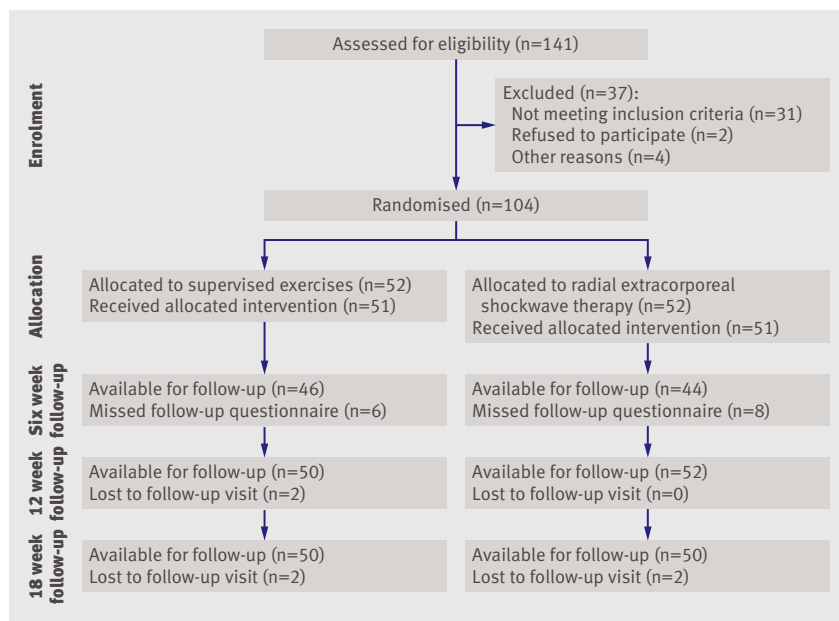 Enrolment
Assessed for eligibility (n=141)
Excluded (n=37):
Not meeting inclusion criteria (n=31)
Refused to participate (n=2)
Other reasons (n=4)
Randomised (n=104)
Allocation
Allocated to supervised exercises (n=52)
Received allocated intervention (n=51)
Allocated to radial extracorporeal
shockwave therapy (n=52)
Received allocated intervention (n=51)
Six week
follow-up
Available for follow-up (n=46)
Missed follow-up questionnaire (n=6)
Available for follow-up (n=44)
Missed follow-up questionnaire (n=8)
12 week
follow-up
Available for follow-up (n=50)
Lost to follow-up visit (n=2)
Available for follow-up (n=52)
Lost to follow-up visit (n=0)
18 week
follow-up
Available for follow-up (n=50)
Lost to follow-up visit (n=2)
Available for follow-up (n=50)
Lost to follow-up visit (n=2)